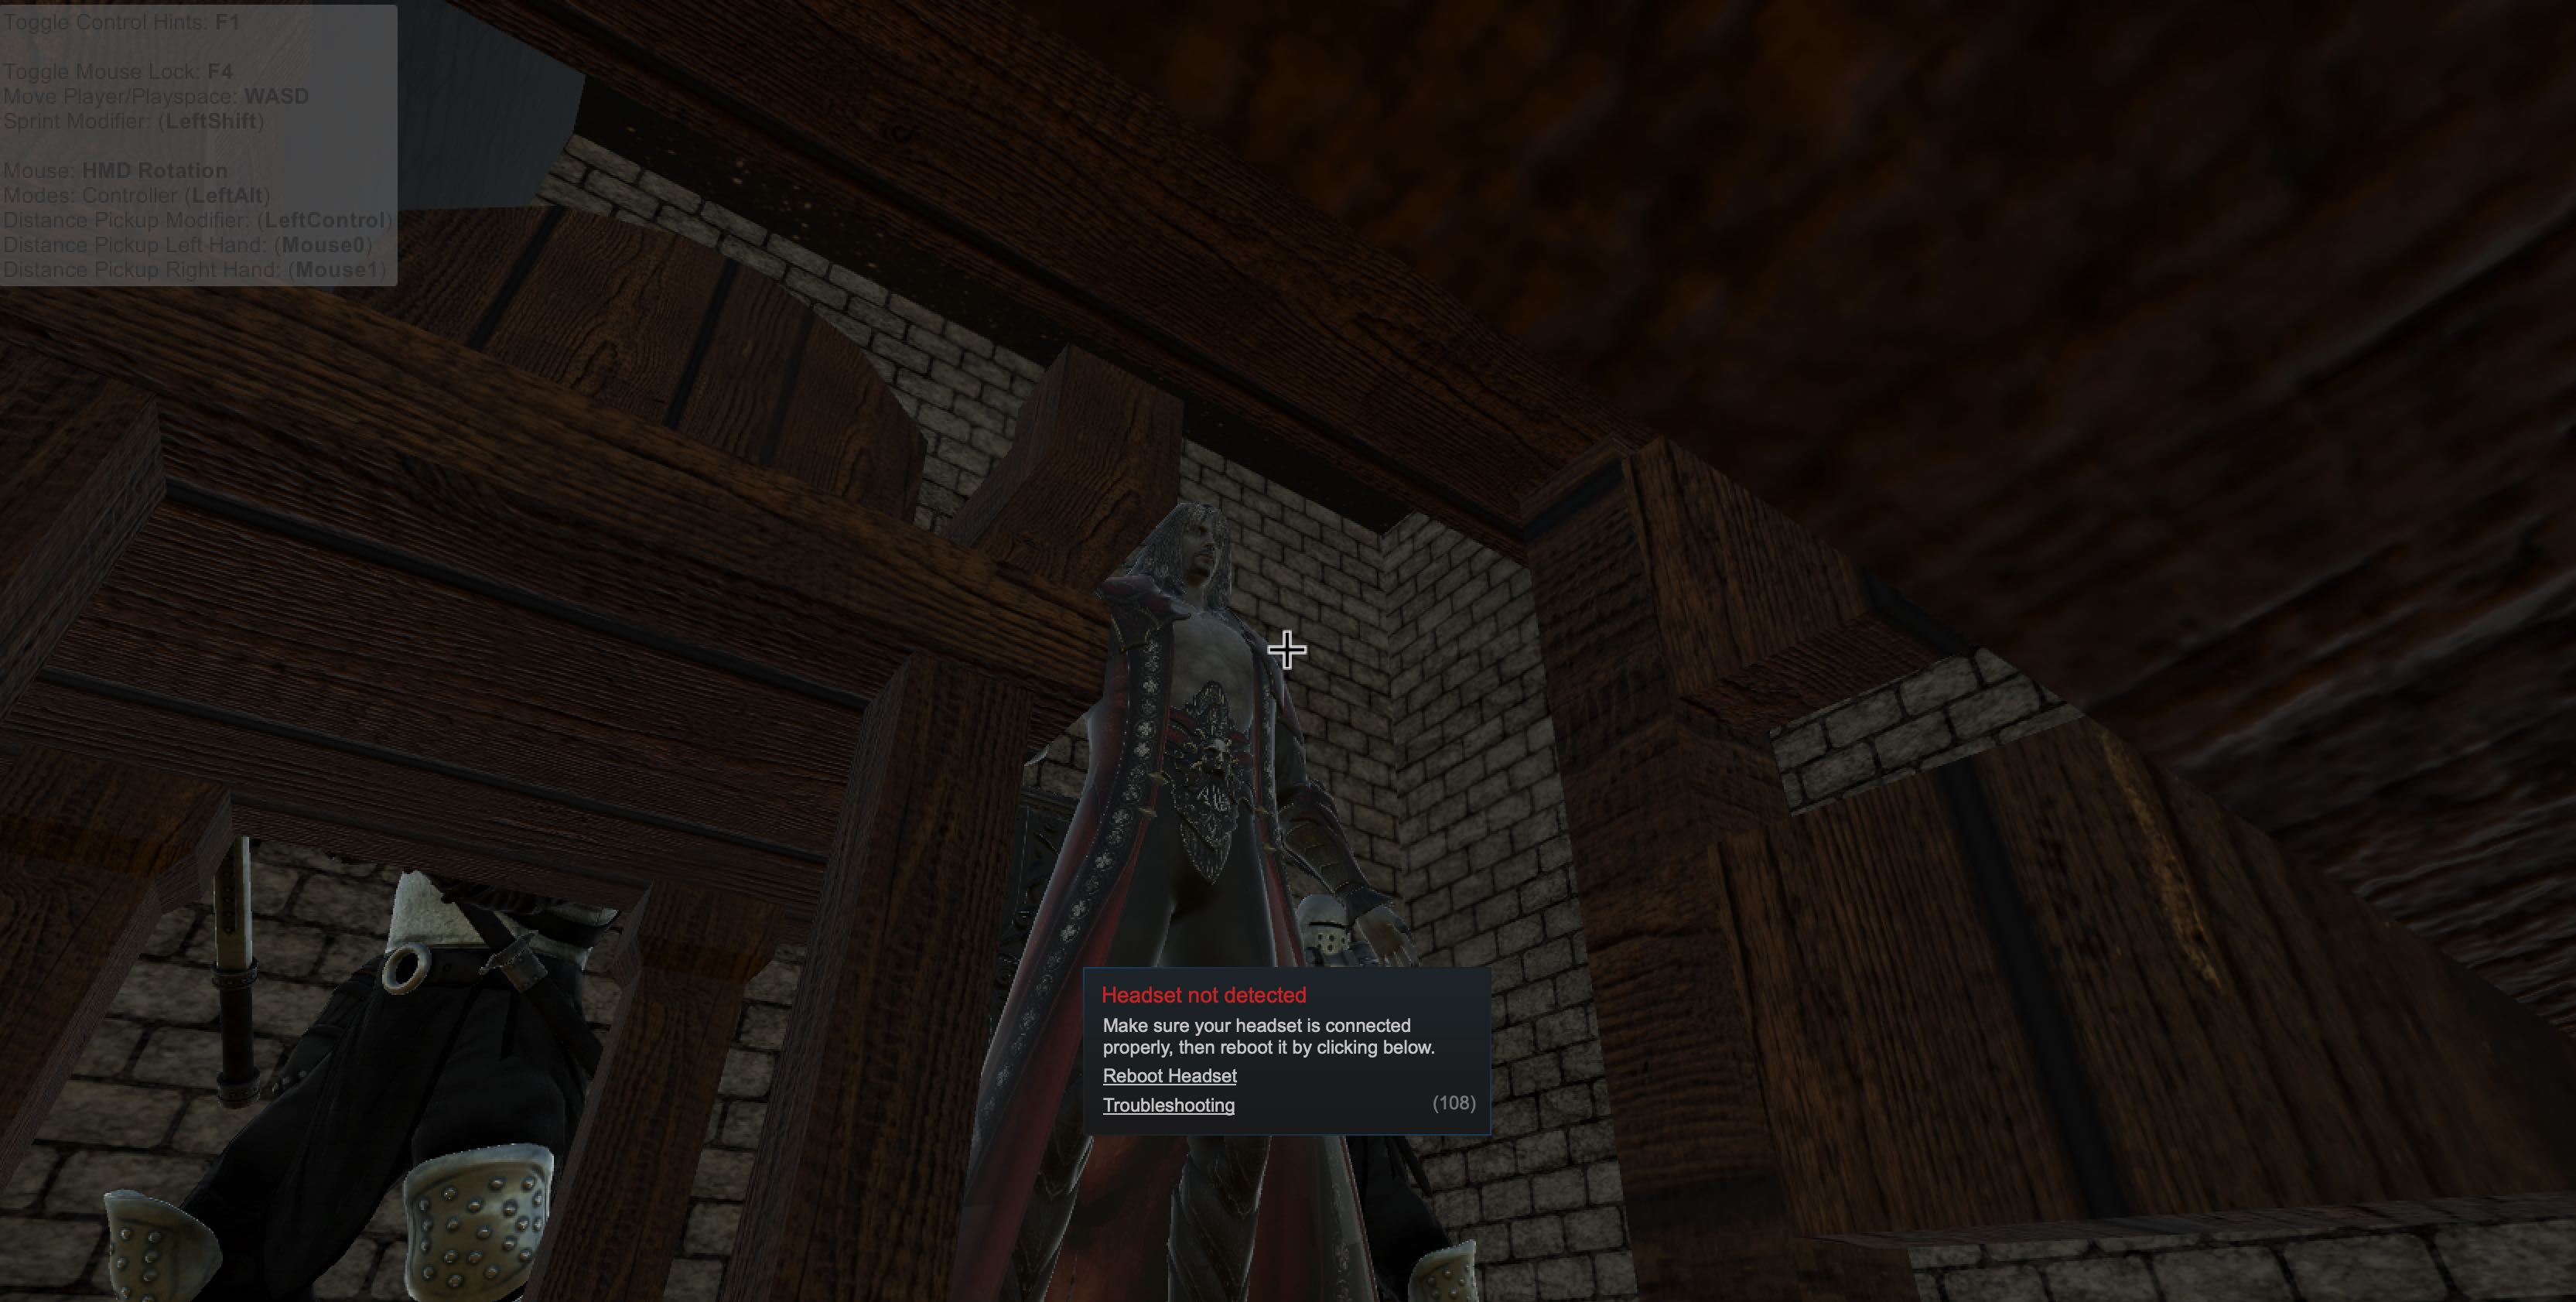 Toggle Control Hints: F1
Toggle Mouse Lock: F4
Move Player/Playspace: WASD
Sprint Modifier: (LeftShift)
Mouse: HMD Rotation
Modes: Controller (LeftAlt)
Distance Pickup Modifier: (LeftControl)
Distance Pickup Left Hand: (Mouse0)
Distance Pickup Right Hand: (Mouse1)
Headset not detected
Make sure your headset is connected
properly, then reboot it by clicking below.
Reboot Headset
Troubleshooting (108)